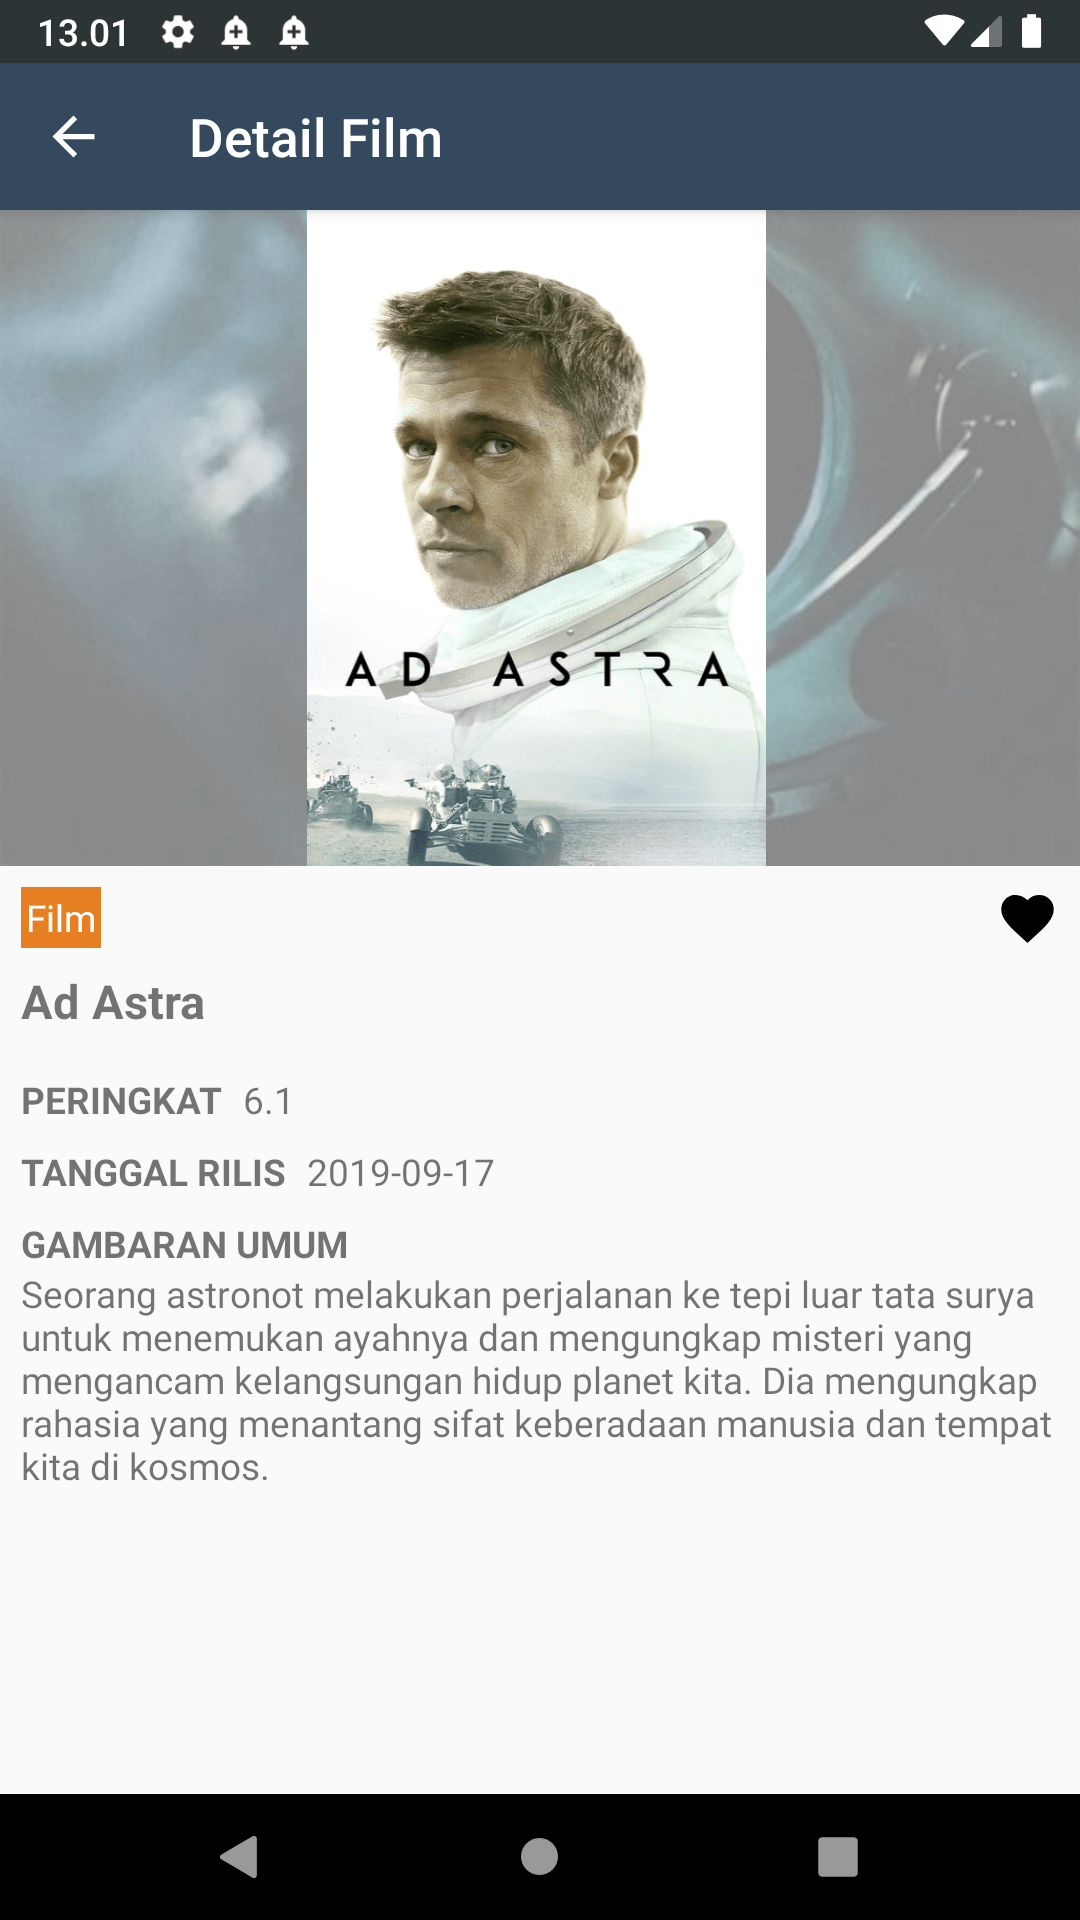 13.01
Detail Film
AD ASTRA
Film
Ad Astra
PERINGKAT 6.1
TANGGAL RILIS 2019-09-17
GAMBARAN UMUM
Seorang astronot melakukan perjalanan ke tepi luar tata surya
untuk menemukan ayahnya dan mengungkap misteri yang
mengancam kelangsungan hidup planet kita. Dia mengungkap
rahasia yang menantang sifat keberadaan manusia dan tempat
kita di kosmos.